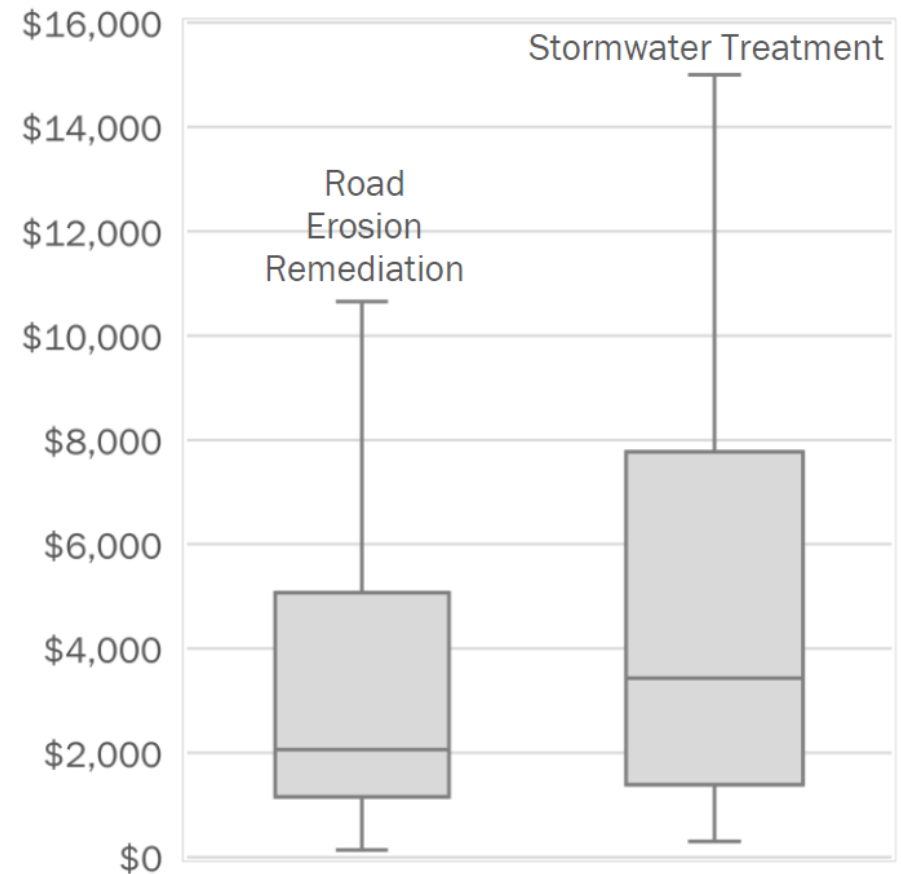 $16,000
Stormwater Treatment
$14,000
Road
$12,000
Erosion
Remediation
$10,000
$8,000
$6,000
$4,000
$2,000
$0